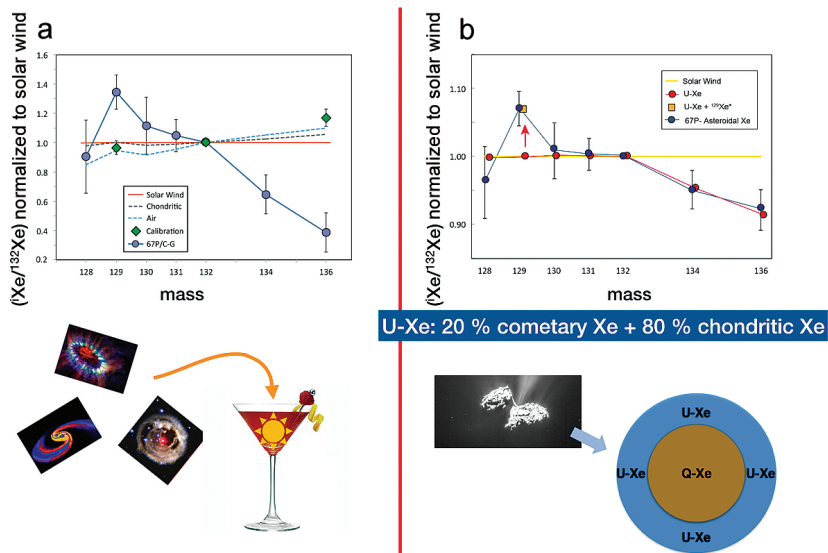 a
(ⁱXe/¹³²Xe) normalized to solar wind
1.6
1.4
1.2
1.0
0.8
0.6
0.4
0.2
Solar Wind
Chondritic
Air
Calibration
67P/C-G
128 129 130 131 132 134 136
mass
b
(ⁱXe/¹³²Xe) normalized to solar wind
1.10
1.00
0.90
Solar Wind
U-Xe
U-Xe + ¹²⁹Xe*
67P- Asteroidal Xe
128 129 130 131 132 134 136
mass
U-Xe: 20 % cometary Xe + 80 % chondritic Xe
U-Xe
U-Xe Q-Xe U-Xe
U-Xe